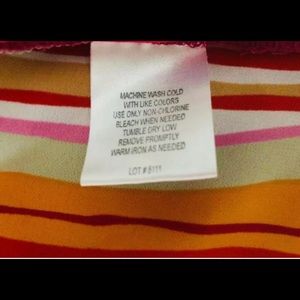 MACHINE WASH COLD
WITH LIKE COLORS
USE ONLY NON-CHLORINE
BLEACH WHEN NEEDED
TUMBLE DRY LOW
REMOVE PROMPTLY
WARM IRON AS NEEDED
LOT # 5111